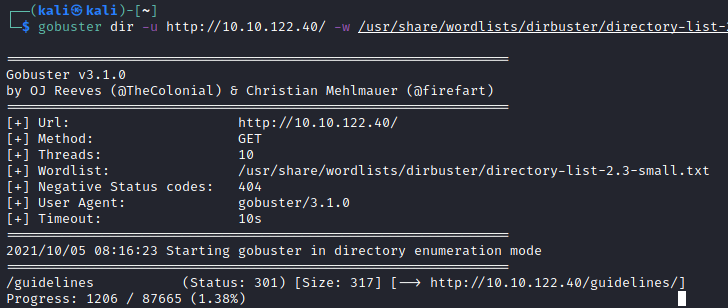 ┌──(kali㉿kali)-[~]
└─$ gobuster dir -u http://10.10.122.40/ -w /usr/share/wordlists/dirbuster/directory-list-2.
===============================================================
Gobuster v3.1.0
by OJ Reeves (@TheColonial) & Christian Mehlmauer (@firefart)
===============================================================
[+] Url:                     http://10.10.122.40/
[+] Method:                  GET
[+] Threads:                 10
[+] Wordlist:                /usr/share/wordlists/dirbuster/directory-list-2.3-small.txt
[+] Negative Status codes:   404
[+] User Agent:              gobuster/3.1.0
[+] Timeout:                 10s
===============================================================
2021/10/05 08:16:23 Starting gobuster in directory enumeration mode
===============================================================
/guidelines           (Status: 301) [Size: 317] [--> http://10.10.122.40/guidelines/]
Progress: 1206 / 87665 (1.38%)